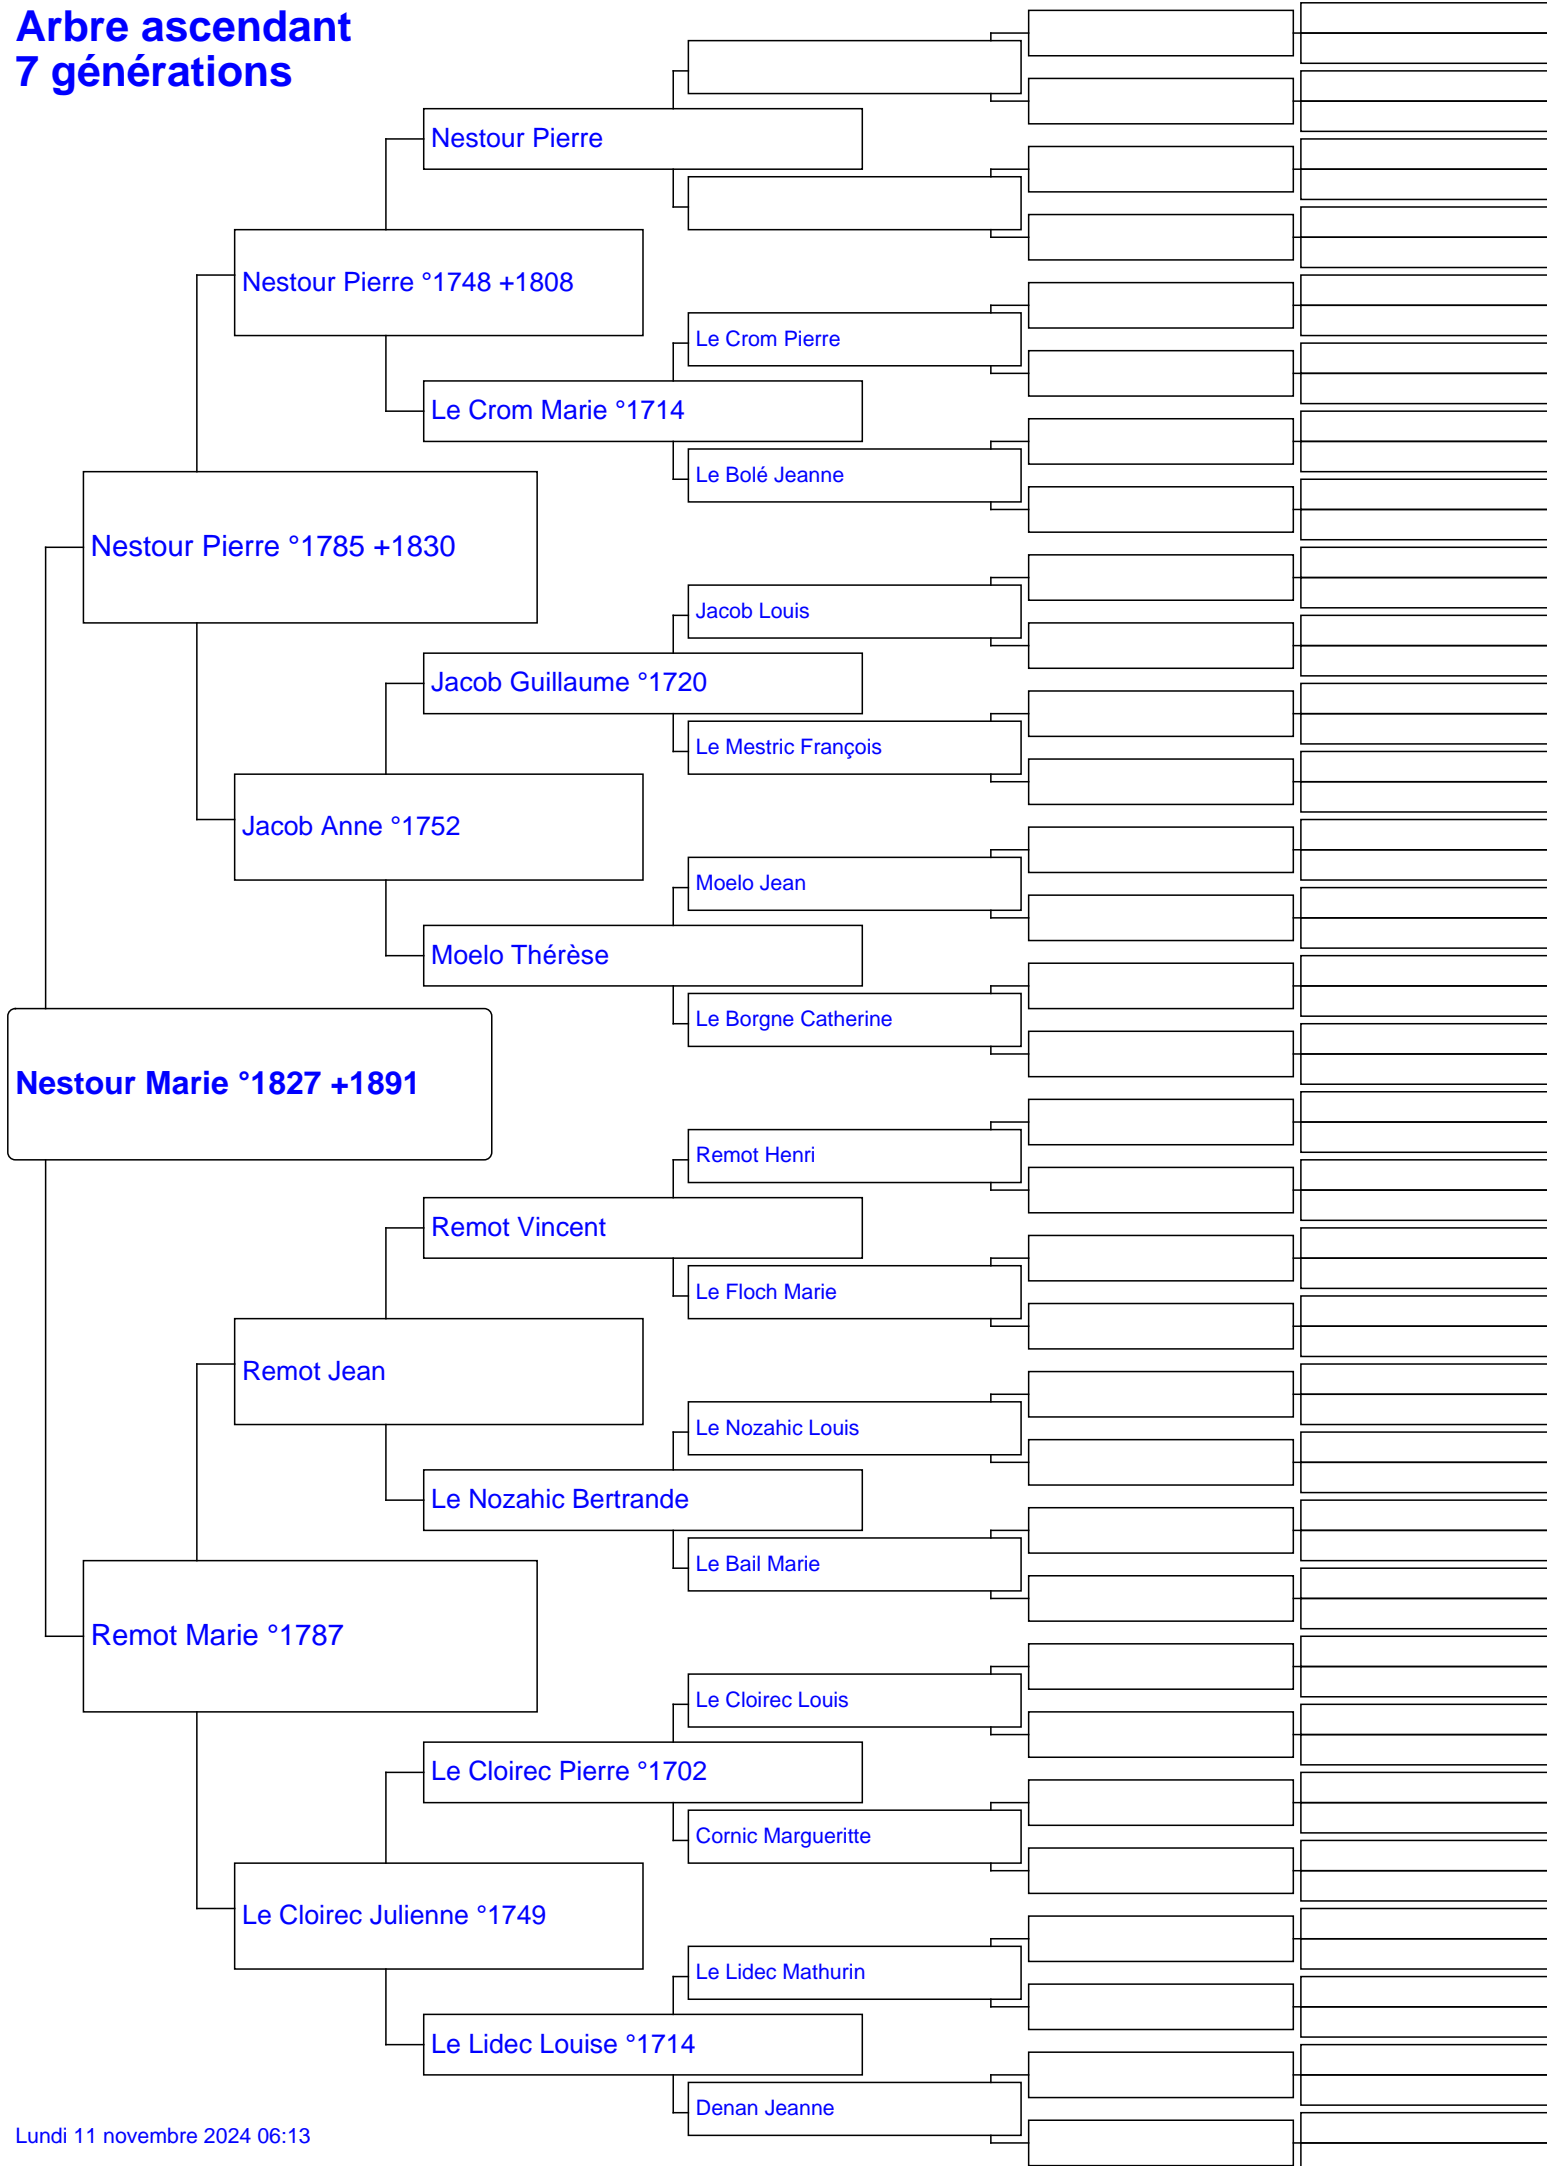 Arbre ascendant
7 générations
Nestour Pierre
Nestour Pierre °1748 +1808
Le Crom Pierre
Le Crom Marie °1714
Le Bolé Jeanne
Nestour Pierre °1785 +1830
Jacob Louis
Jacob Guillaume °1720
Le Mestric François
Jacob Anne °1752
Moelo Jean
Moelo Thérèse
Le Borgne Catherine
Nestour Marie °1827 +1891
Remot Henri
Remot Vincent
Le Floch Marie
Remot Jean
Le Nozahic Louis
Le Nozahic Bertrande
Le Bail Marie
Remot Marie °1787
Le Cloirec Louis
Le Cloirec Pierre °1702
Cornic Margueritte
Le Cloirec Julienne °1749
Le Lidec Mathurin
Le Lidec Louise °1714
Denan Jeanne
Lundi 11 novembre 2024 06:13